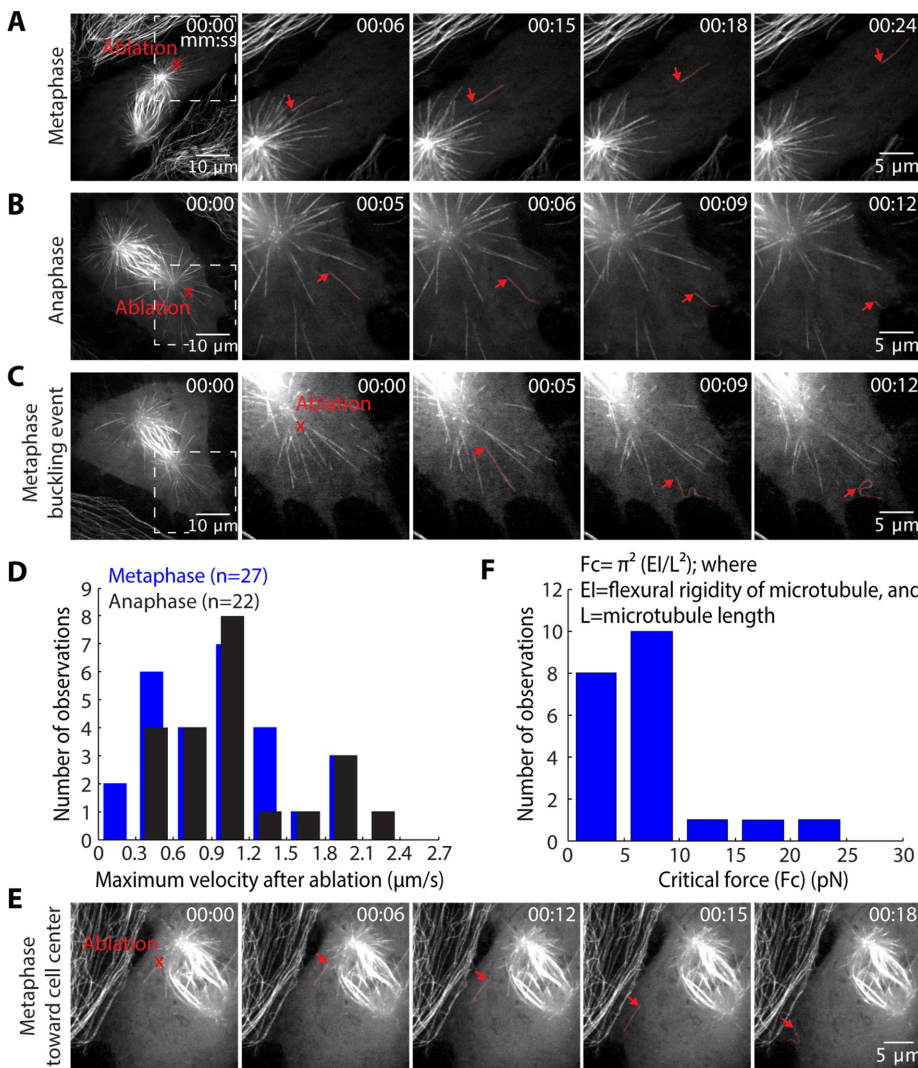 A
Metaphase
00:00
mm:ss
Ablation
x
10 µm
00:06
00:15
00:18
00:24
5 µm
B
Anaphase
00:00
Ablation
x
10 µm
00:05
00:06
00:09
00:12
5 µm
C
Metaphase
buckling event
00:00
10 µm
00:00
Ablation
x
00:05
00:09
00:12
5 µm
D
Metaphase (n=27)
Anaphase (n=22)
Number of observations
9
8
7
6
5
4
3
2
1
0
0 0.3 0.6 0.9 1.2 1.5 1.8 2.1 2.4 2.7
Maximum velocity after ablation (µm/s)
F
Fc= π² (EI/L²); where
EI=flexural rigidity of microtubule, and
L=microtubule length
Number of observations
12
10
8
6
4
2
0
0 5 10 15 20 25 30
Critical force (Fc) (pN)
E
Metaphase
toward cell center
00:00
Ablation
x
00:06
00:12
00:15
00:18
5 µm